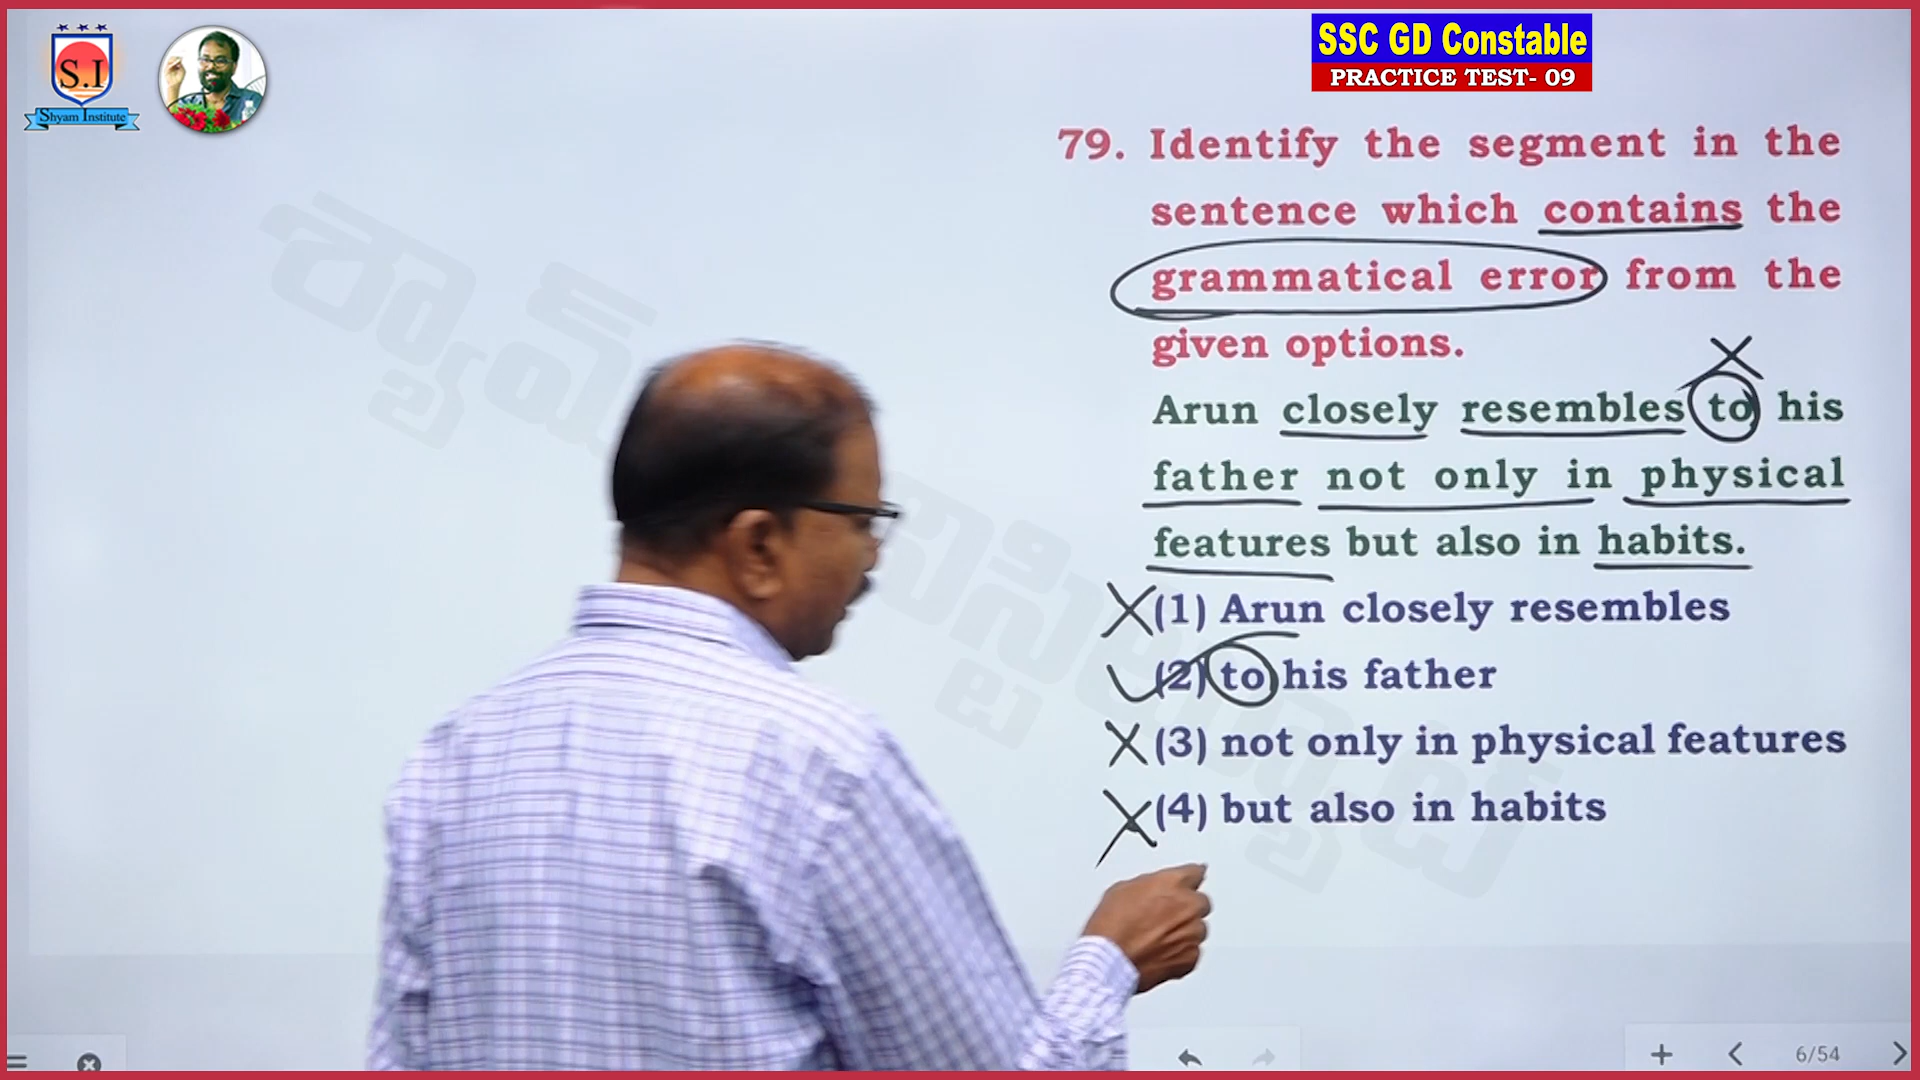 S.I
Shyam Institute
SSC GD Constable
PRACTICE TEST- 09
79. Identify the segment in the
sentence which contains the
grammatical error from the
given options.
Arun closely resembles to his
father not only in physical
features but also in habits.
(1) Arun closely resembles
(2) to his father
(3) not only in physical features
(4) but also in habits
6/54